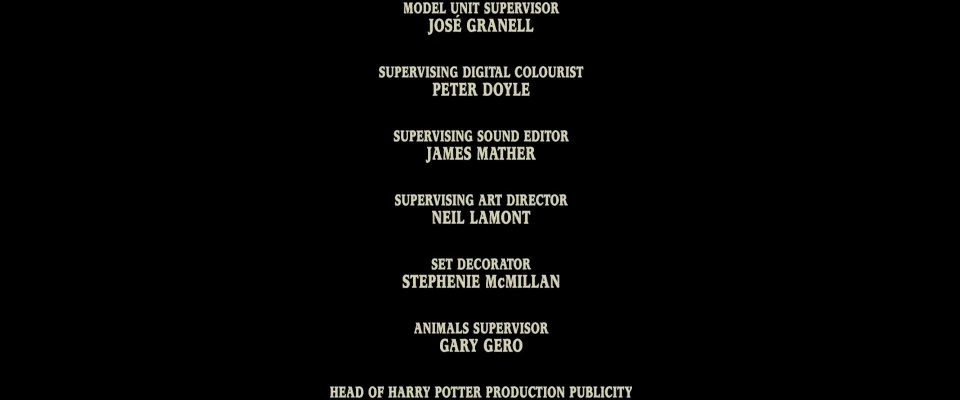 MODEL UNIT SUPERVISOR
JOSÉ GRANELL
SUPERVISING DIGITAL COLOURIST
PETER DOYLE
SUPERVISING SOUND EDITOR
JAMES MATHER
SUPERVISING ART DIRECTOR
NEIL LAMONT
SET DECORATOR
STEPHENIE McMILLAN
ANIMALS SUPERVISOR
GARY GERO
HEAD OF HARRY POTTER PRODUCTION PUBLICITY